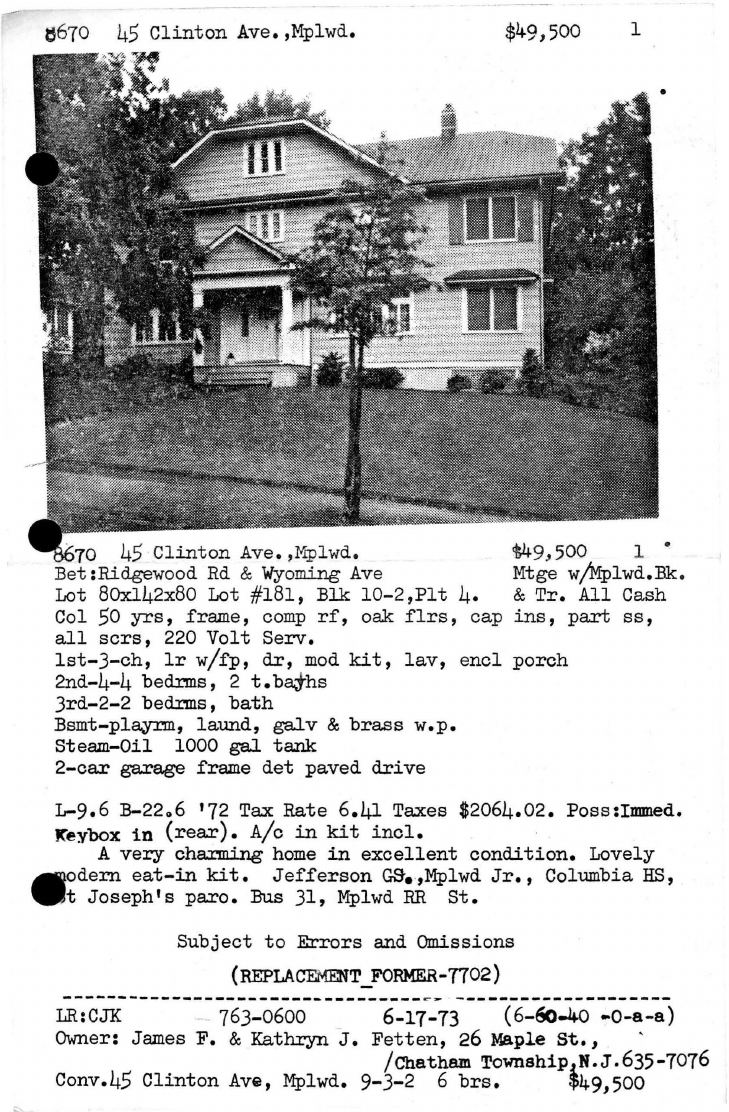 8670 45 Clinton Ave.,Mplwd. $49,500 1
8670 45 Clinton Ave.,Mplwd. $49,500 1
Bet:Ridgewood Rd & Wyoming Ave Mtge w/Mplwd.Bk.
Lot 80x142x80 Lot #181, Blk 10-2,Plt 4. & Tr. All Cash
Col 50 yrs, frame, comp rf, oak flrs, cap ins, part ss,
all scrs, 220 Volt Serv.
1st-3-ch, lr w/fp, dr, mod kit, lav, encl porch
2nd-4-4 bedrms, 2 t.baths
3rd-2-2 bedrms, bath
Bsmt-playrm, laund, galv & brass w.p.
Steam-Oil 1000 gal tank
2-car garage frame det paved drive
L-9.6 B-22.6 '72 Tax Rate 6.41 Taxes $2064.02. Poss:Immed.
Keybox in (rear). A/c in kit incl.
A very charming home in excellent condition. Lovely
modern eat-in kit. Jefferson GS.,Mplwd Jr., Columbia HS,
St Joseph's paro. Bus 31, Mplwd RR St.
Subject to Errors and Omissions
(REPLACEMENT FORMER-7702)
LR:CJK 763-0600 6-17-73 (6-60-40 -0-a-a)
Owner: James F. & Kathryn J. Fetten, 26 Maple St.,
/Chatham Township,N.J.635-7076
Conv.45 Clinton Ave, Mplwd. 9-3-2 6 brs. $49,500